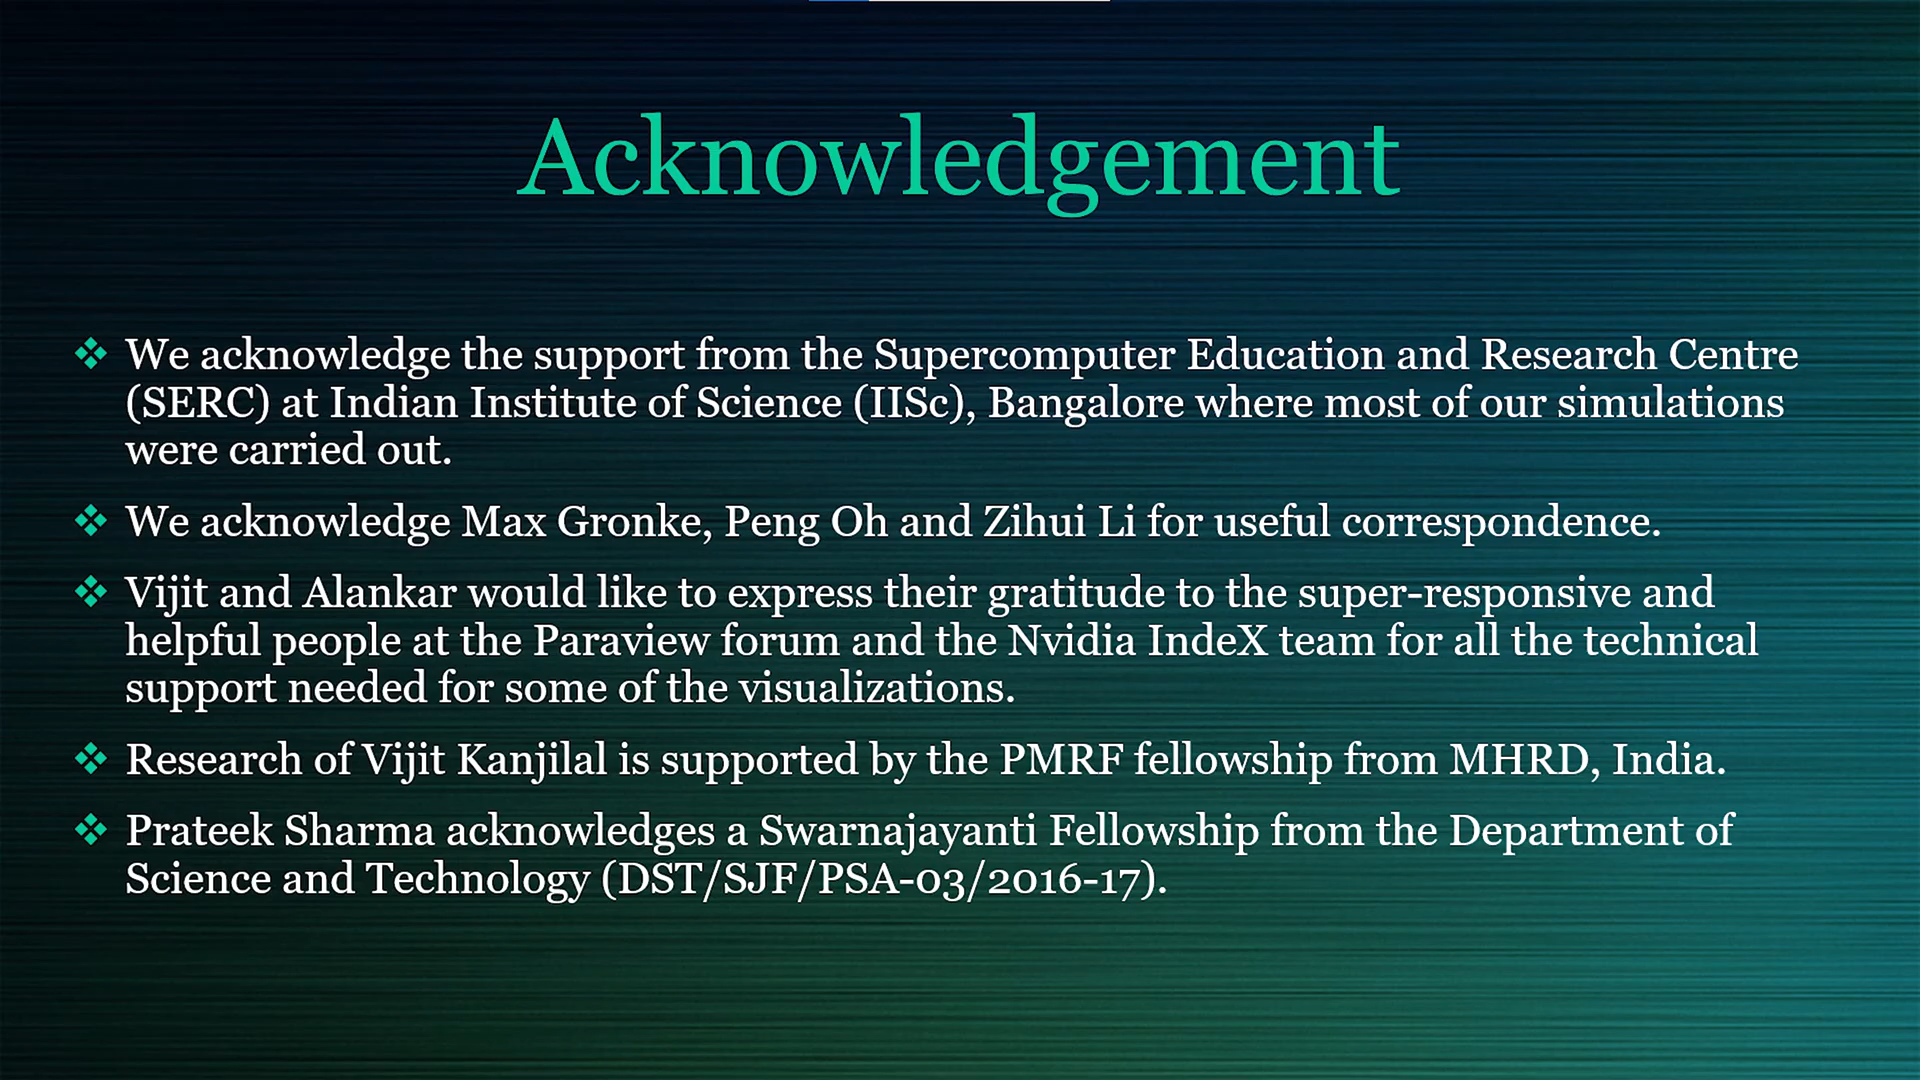 Acknowledgement
❖ We acknowledge the support from the Supercomputer Education and Research Centre
(SERC) at Indian Institute of Science (IISc), Bangalore where most of our simulations
were carried out.
❖ We acknowledge Max Gronke, Peng Oh and Zihui Li for useful correspondence.
❖ Vijit and Alankar would like to express their gratitude to the super-responsive and
helpful people at the Paraview forum and the Nvidia IndeX team for all the technical
support needed for some of the visualizations.
❖ Research of Vijit Kanjilal is supported by the PMRF fellowship from MHRD, India.
❖ Prateek Sharma acknowledges a Swarnajayanti Fellowship from the Department of
Science and Technology (DST/SJF/PSA-03/2016-17).